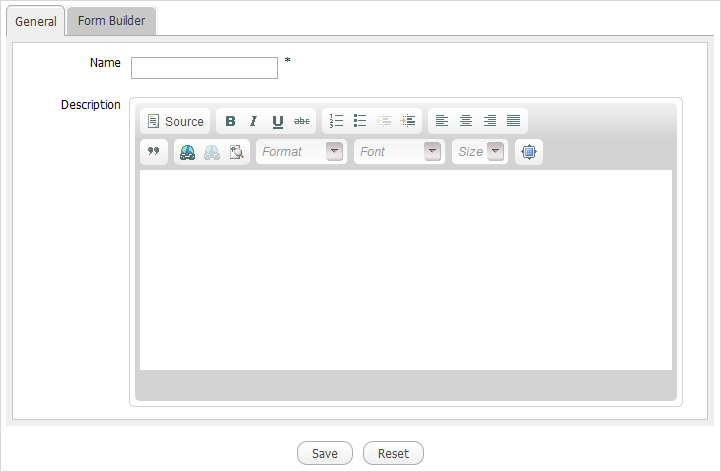 General Form Builder
Name *
Description
Source B I U abc
Format Font Size
Save Reset